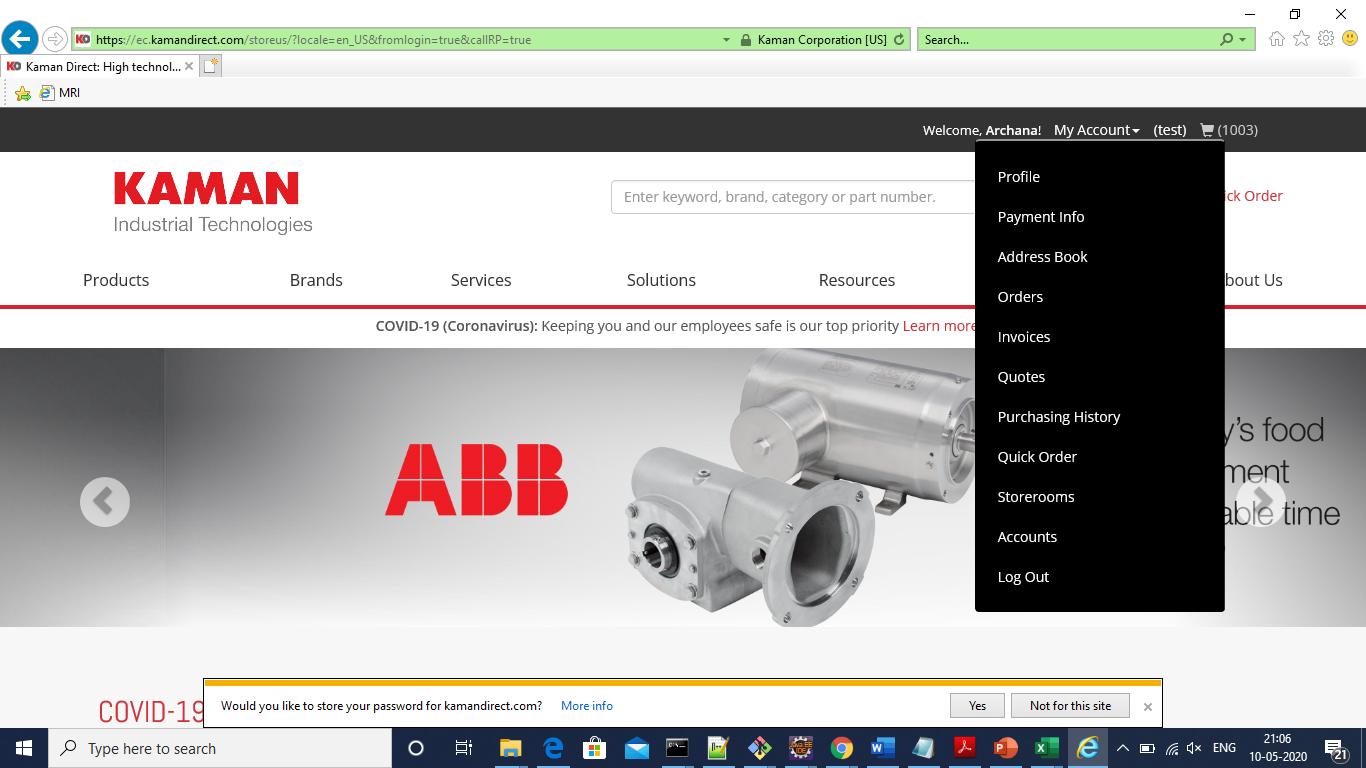 https://ec.kamandirect.com/storeus/?locale=en_US&fromlogin=true&callRP=true
Kaman Corporation [US]
Search...
KD Kaman Direct: High technol...
MRI
Welcome, Archana! My Account (test) (1003)
KAMAN
Industrial Technologies
Enter keyword, brand, category or part number.
ick Order
Products Brands Services Solutions Resources bout Us
COVID-19 (Coronavirus): Keeping you and our employees safe is our top priority Learn more
Profile
Payment Info
Address Book
Orders
Invoices
Quotes
Purchasing History
Quick Order
Storerooms
Accounts
Log Out
ABB
y's food
ment
able time
COVID-19
Would you like to store your password for kamandirect.com? More info Yes Not for this site
Type here to search
ENG
21:06
10-05-2020
21